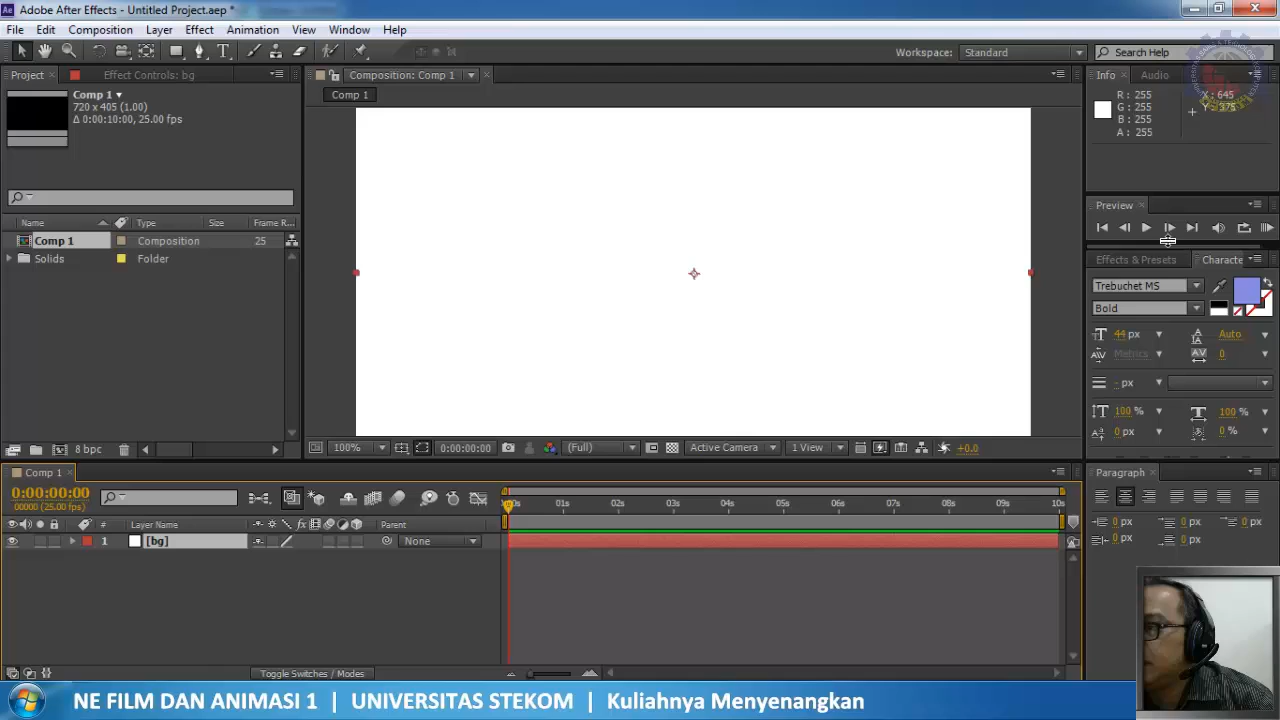 Adobe After Effects - Untitled Project.aep *
File Edit Composition Layer Effect Animation View Window Help
Workspace: Standard Search Help
Project Effect Controls: bg Composition: Comp 1 Info Audio
Comp 1
720 x 405 (1.00)
Δ 0:00:10:00, 25.00 fps
Comp 1
R : 255 X : 645
G : 255 Y : 375
B : 255
A : 255
Preview
Name Type Size Frame R...
Comp 1 Composition 25
Solids Folder
Effects & Presets Characte
Trebuchet MS
Bold
44 px Auto
Metrics 0
- px
100 % 100 %
0 px 0 %
8 bpc
100% 0:00:00:00 (Full) Active Camera 1 View +0.0
Comp 1
Paragraph
0:00:00:00
00000 (25.00 fps)
01s 02s 03s 04s 05s 06s 07s 08s 09s 10s
# Layer Name Parent
1 [bg] None
0 px 0 px 0 px
0 px 0 px
Toggle Switches / Modes
NE FILM DAN ANIMASI 1 | UNIVERSITAS STEKOM | Kuliahnya Menyenangkan